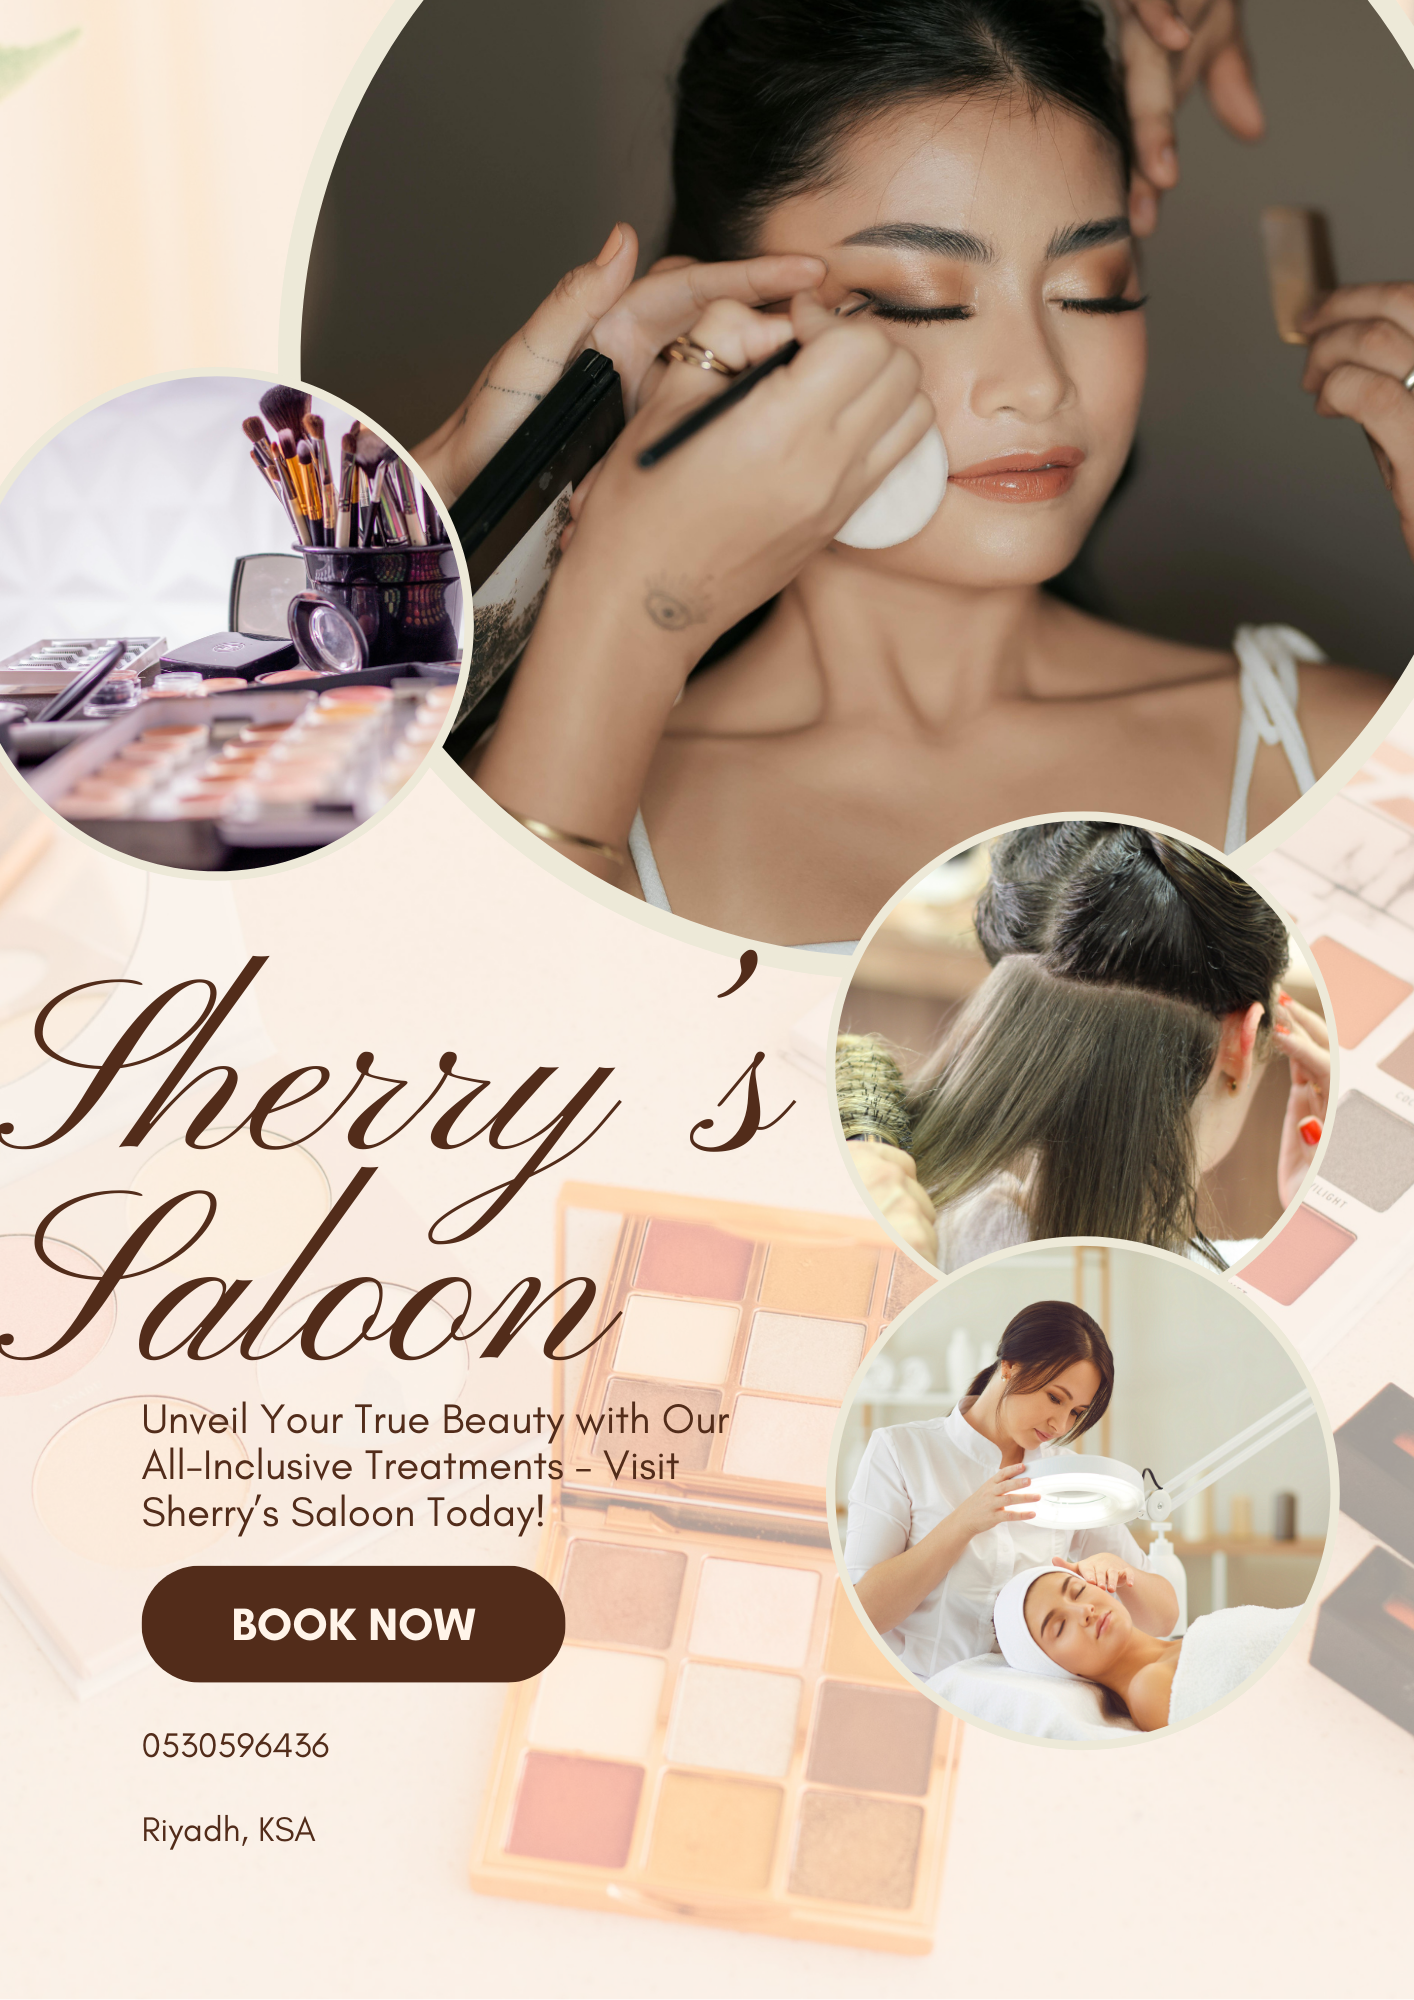 Sherry's
Saloon
Unveil Your True Beauty with Our
All-Inclusive Treatments - Visit
Sherry's Saloon Today!
BOOK NOW
0530596436
Riyadh, KSA